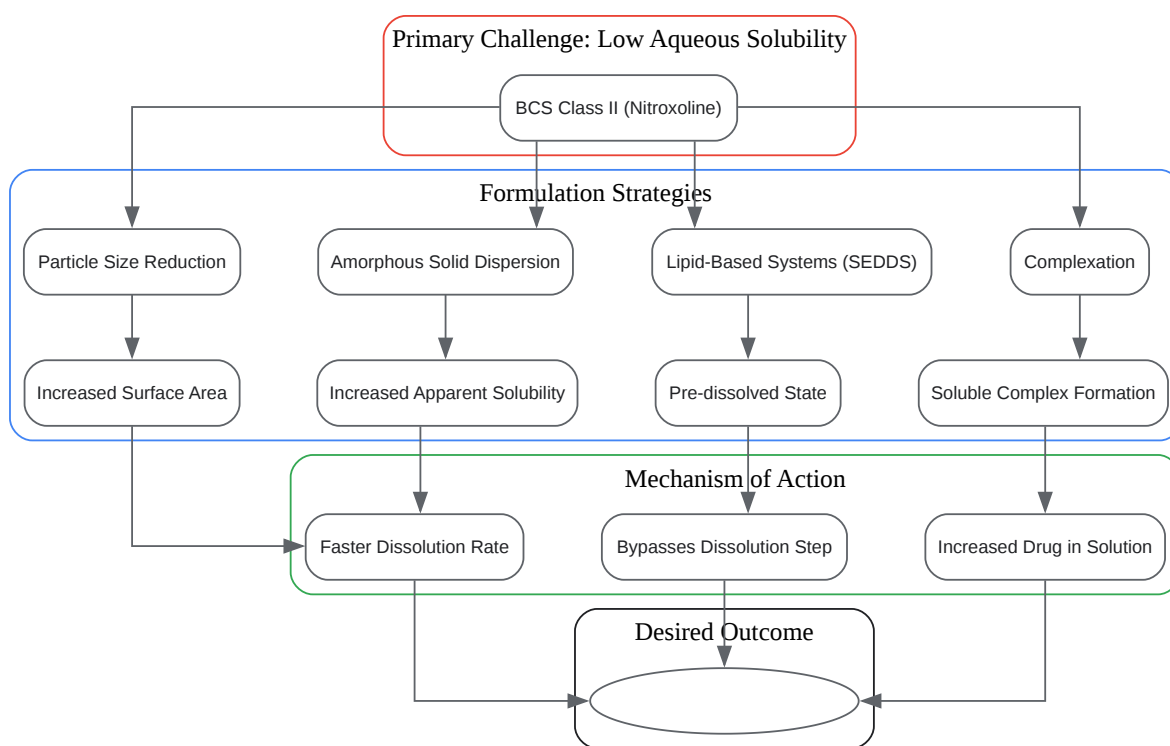 Primary Challenge: Low Aqueous Solubility
BCS Class II (Nitroxoline)
Formulation Strategies
Particle Size Reduction
Amorphous Solid Dispersion
Lipid-Based Systems (SEDDS)
Complexation
Increased Surface Area
Increased Apparent Solubility
Pre-dissolved State
Soluble Complex Formation
Mechanism of Action
Faster Dissolution Rate
Bypasses Dissolution Step
Increased Drug in Solution
Desired Outcome